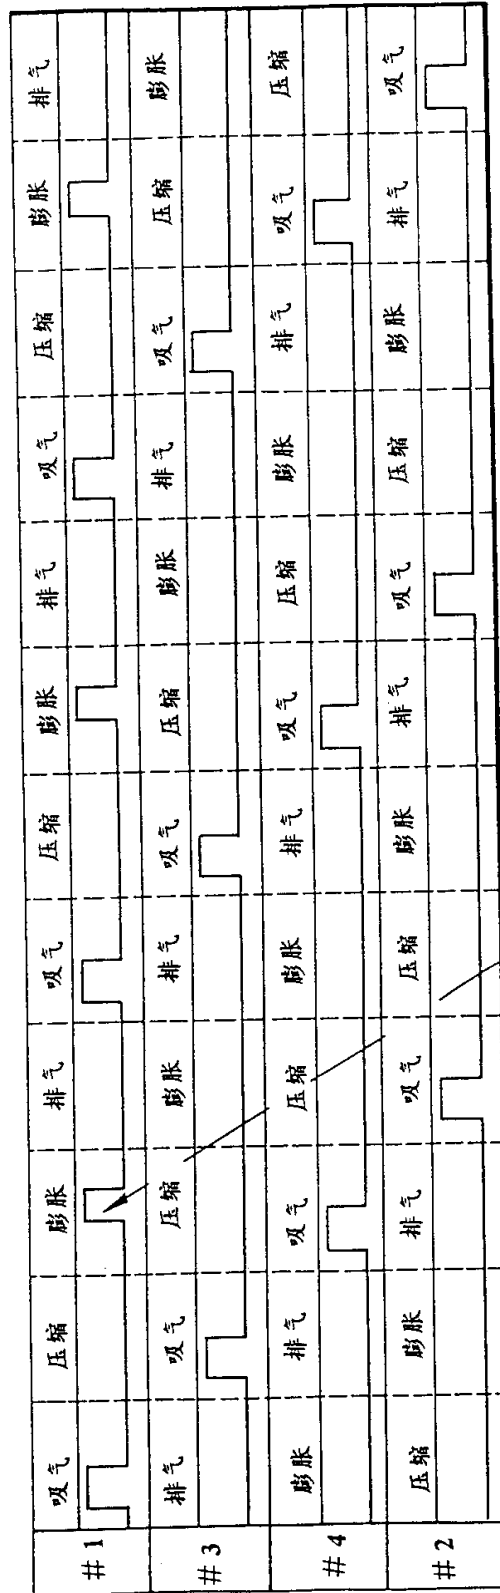 #1 吸气 压缩 膨胀 排气 吸气 压缩 膨胀 排气 吸气 压缩 膨胀 排气
#3 排气 吸气 压缩 膨胀 排气 吸气 压缩 膨胀 排气 吸气 压缩 膨胀
#4 膨胀 排气 吸气 压缩 膨胀 排气 吸气 压缩 膨胀 排气 吸气 压缩
#2 压缩 膨胀 排气 吸气 压缩 膨胀 排气 吸气 压缩 膨胀 排气 吸气